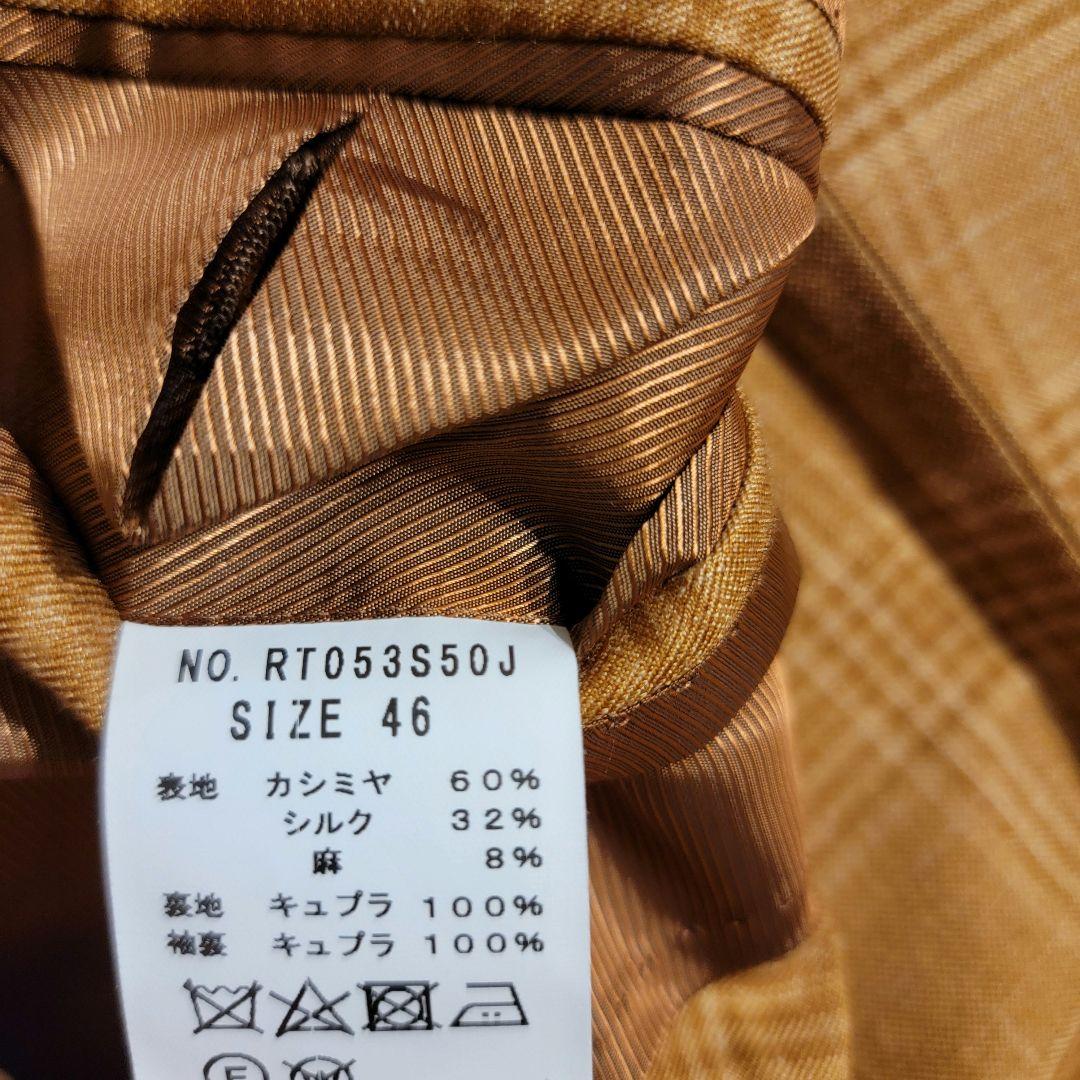 NO. RT053S50J
SIZE 46
表地 カシミヤ 60%
シルク 32%
麻 8%
裏地 キュプラ 100%
袖裏 キュプラ 100%